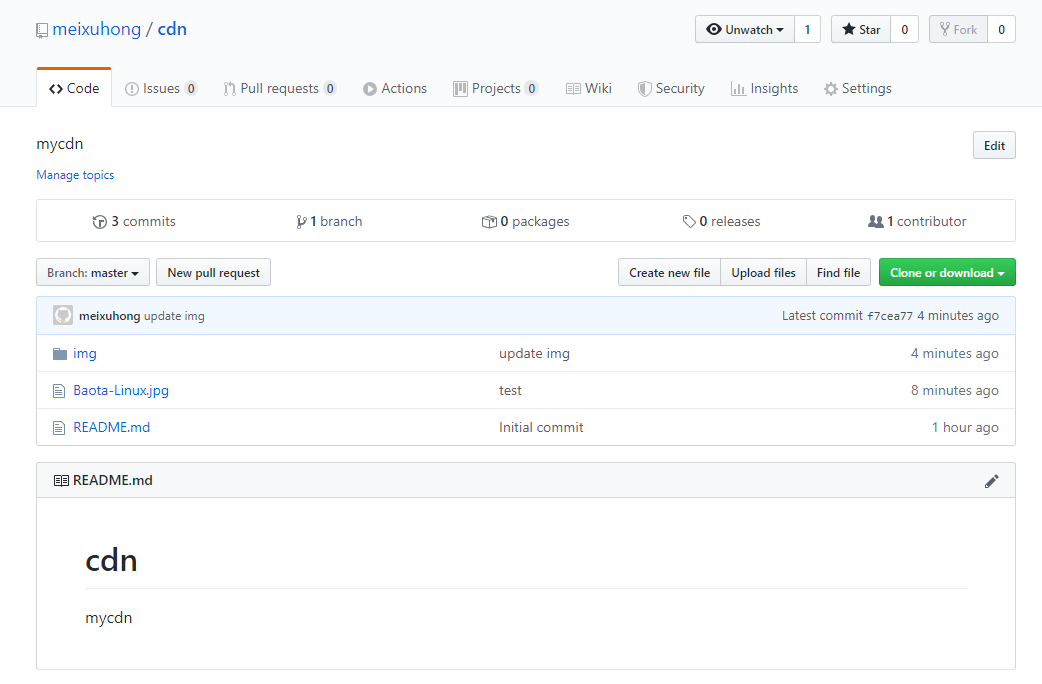 meixuhong / cdn
Unwatch 1 Star 0 Fork 0
Code Issues 0 Pull requests 0 Actions Projects 0 Wiki Security Insights Settings
mycdn
Edit
Manage topics
3 commits 1 branch 0 packages 0 releases 1 contributor
Branch: master New pull request Create new file Upload files Find file Clone or download
meixuhong update img Latest commit f7cea77 4 minutes ago
img update img 4 minutes ago
Baota-Linux.jpg test 8 minutes ago
README.md Initial commit 1 hour ago
README.md
cdn
mycdn